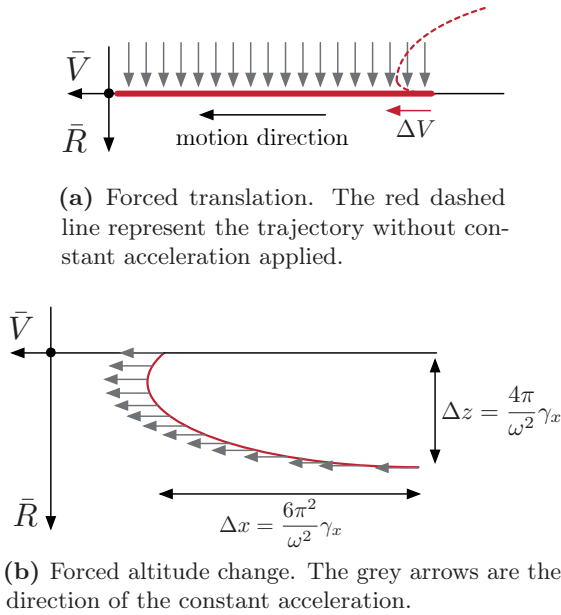 V̄
R̄
ΔV
motion direction
(a) Forced translation. The red dashed
line represent the trajectory without con-
stant acceleration applied.
V̄
Δz = 4π/ω² γₓ
R̄
Δx = 6π²/ω² γₓ
(b) Forced altitude change. The grey arrows are the
direction of the constant acceleration.